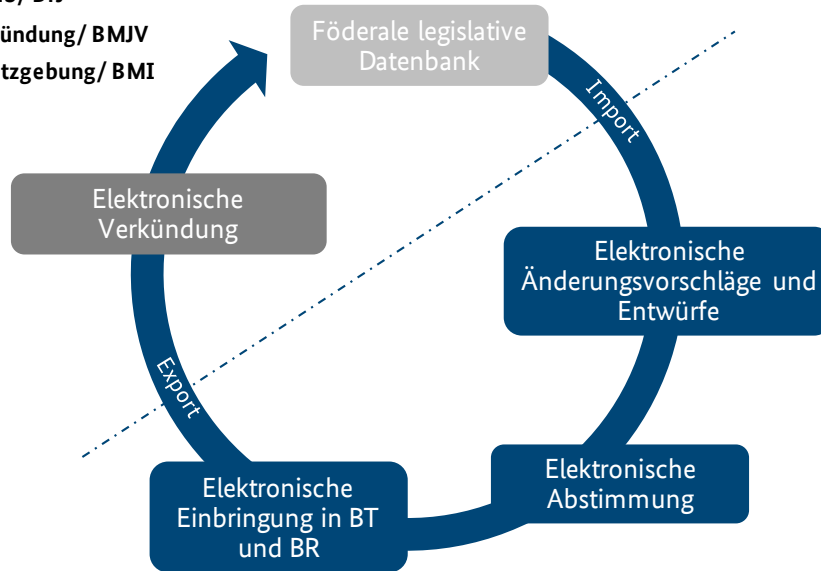 ündung/ BMJV
tzgebung/ BMI
Föderale legislative
Datenbank
Import
Elektronische
Verkündung
Elektronische
Änderungsvorschläge und
Entwürfe
Export
Elektronische
Abstimmung
Elektronische
Einbringung in BT
und BR